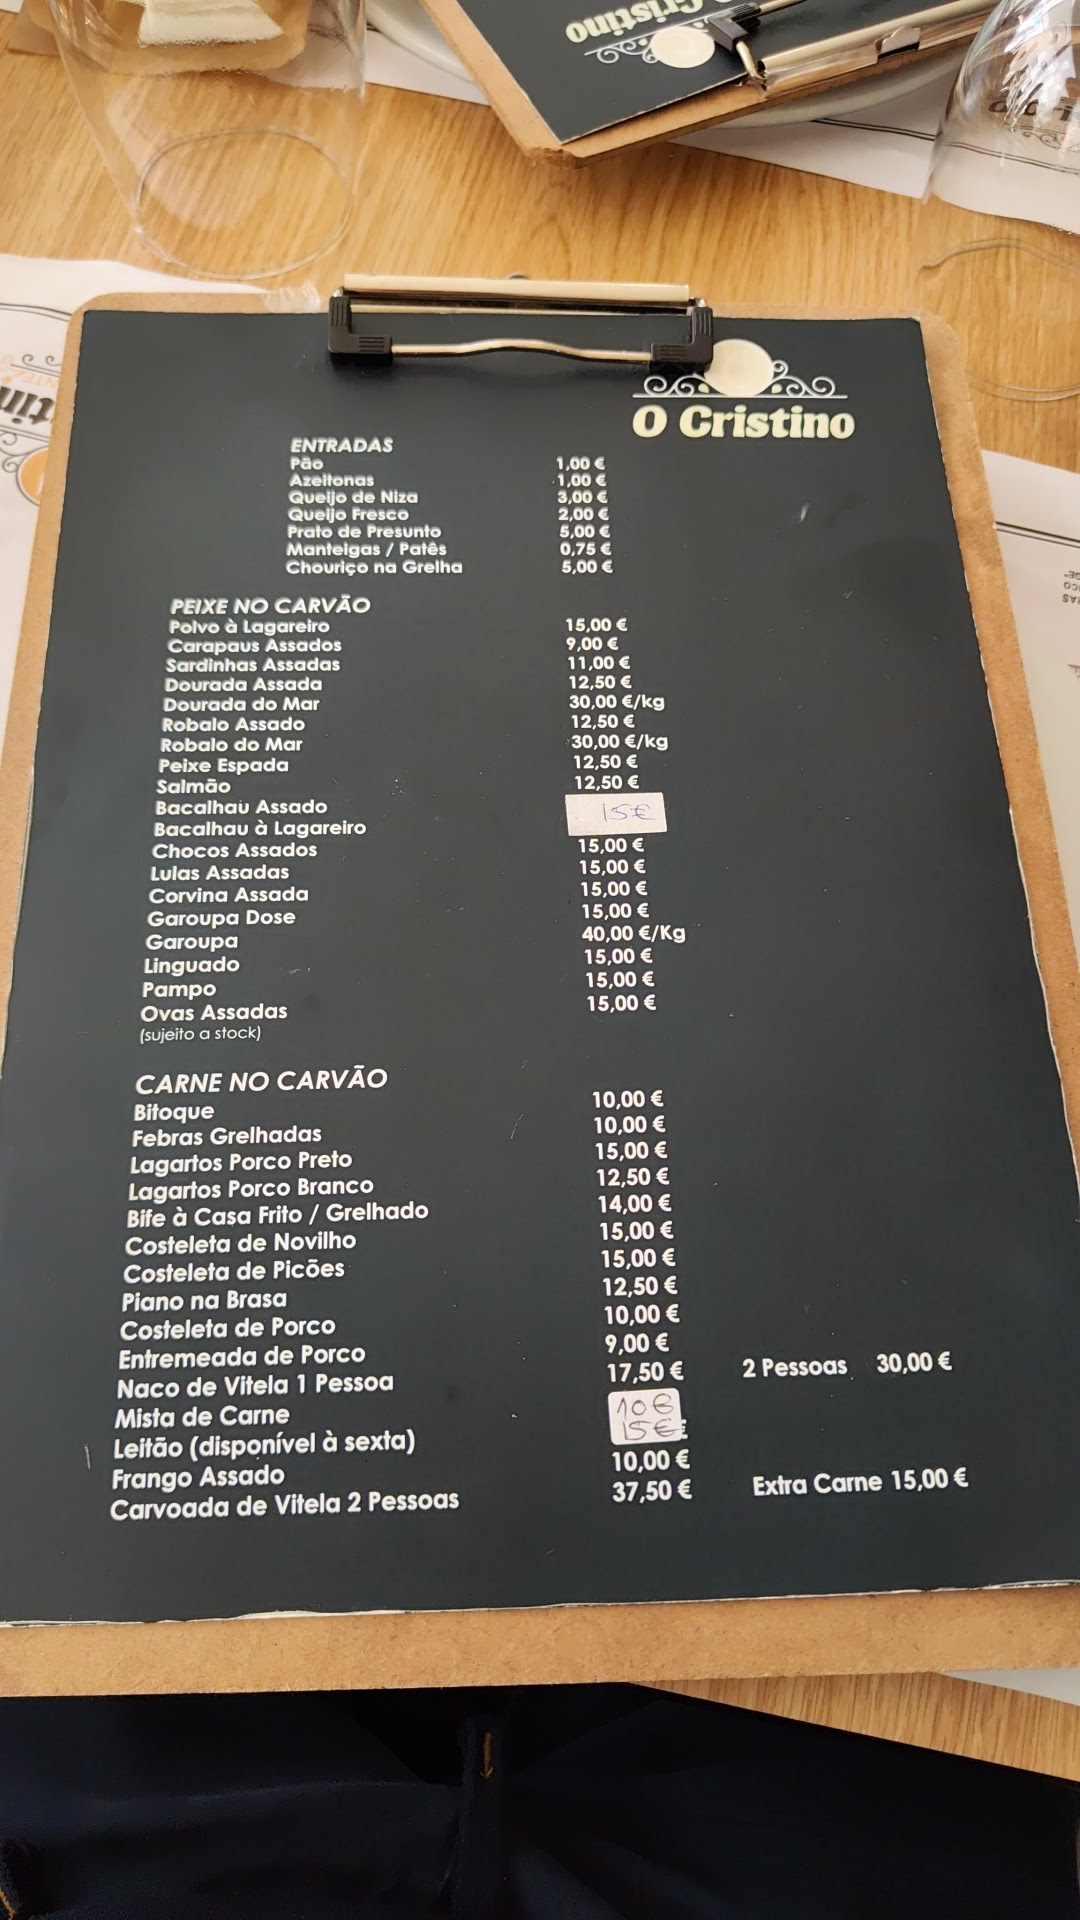 O Cristino
O Cristino
ENTRADAS
Pão 1,00 €
Azeitonas 1,00 €
Queijo de Niza 3,00 €
Queijo Fresco 2,00 €
Prato de Presunto 5,00 €
Manteigas / Patês 0,75 €
Chouriço na Grelha 5,00 €
PEIXE NO CARVÃO
Polvo à Lagareiro 15,00 €
Carapaus Assados 9,00 €
Sardinhas Assadas 11,00 €
Dourada Assada 12,50 €
Dourada do Mar 30,00 €/kg
Robalo Assado 12,50 €
Robalo do Mar 30,00 €/kg
Peixe Espada 12,50 €
Salmão 12,50 €
Bacalhau Assado 15€
Bacalhau à Lagareiro
Chocos Assados 15,00 €
Lulas Assadas 15,00 €
Corvina Assada 15,00 €
Garoupa Dose 15,00 €
Garoupa 40,00 €/Kg
Linguado 15,00 €
Pampo 15,00 €
Ovas Assadas 15,00 €
(sujeito a stock)
CARNE NO CARVÃO
Bitoque 10,00 €
Febras Grelhadas 10,00 €
Lagartos Porco Preto 15,00 €
Lagartos Porco Branco 12,50 €
Bife à Casa Frito / Grelhado 14,00 €
Costeleta de Novilho 15,00 €
Costeleta de Picões 15,00 €
Piano na Brasa 12,50 €
Costeleta de Porco 10,00 €
Entremeada de Porco 9,00 €
Naco de Vitela 1 Pessoa 17,50 € 2 Pessoas 30,00 €
Mista de Carne 10€
Leitão (disponível à sexta) 15€
Frango Assado 10,00 €
Carvoada de Vitela 2 Pessoas 37,50 € Extra Carne 15,00 €